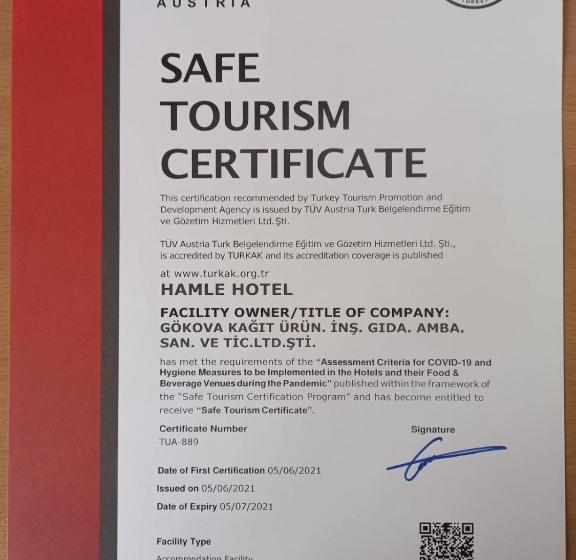 AUSTRIA
TURKEY
SAFE
TOURISM
CERTIFICATE
This certification recommended by Turkey Tourism Promotion and
Development Agency is issued by TÜV Austria Turk Belgelendirme Eğitim
ve Gözetim Hizmetleri Ltd.Şti.
TÜV Austria Turk Belgelendirme Eğitim ve Gözetim Hizmetleri Ltd. Şti.,
is accredited by TURKAK and its accreditation coverage is published
at www.turkak.org.tr
HAMLE HOTEL
FACILITY OWNER/TITLE OF COMPANY:
GÖKOVA KAĞIT ÜRÜN. İNŞ. GIDA. AMBA.
SAN. VE TİC.LTD.ŞTİ.
has met the requirements of the “Assessment Criteria for COVID-19 and
Hygiene Measures to be Implemented in the Hotels and their Food &
Beverage Venues during the Pandemic” published within the framework of
the “Safe Tourism Certification Program” and has become entitled to
receive “Safe Tourism Certificate”.
Certificate Number
Signature
TUA-889
Date of First Certification 05/06/2021
Issued on 05/06/2021
Date of Expiry 05/07/2021
Facility Type
Accommodation Facility